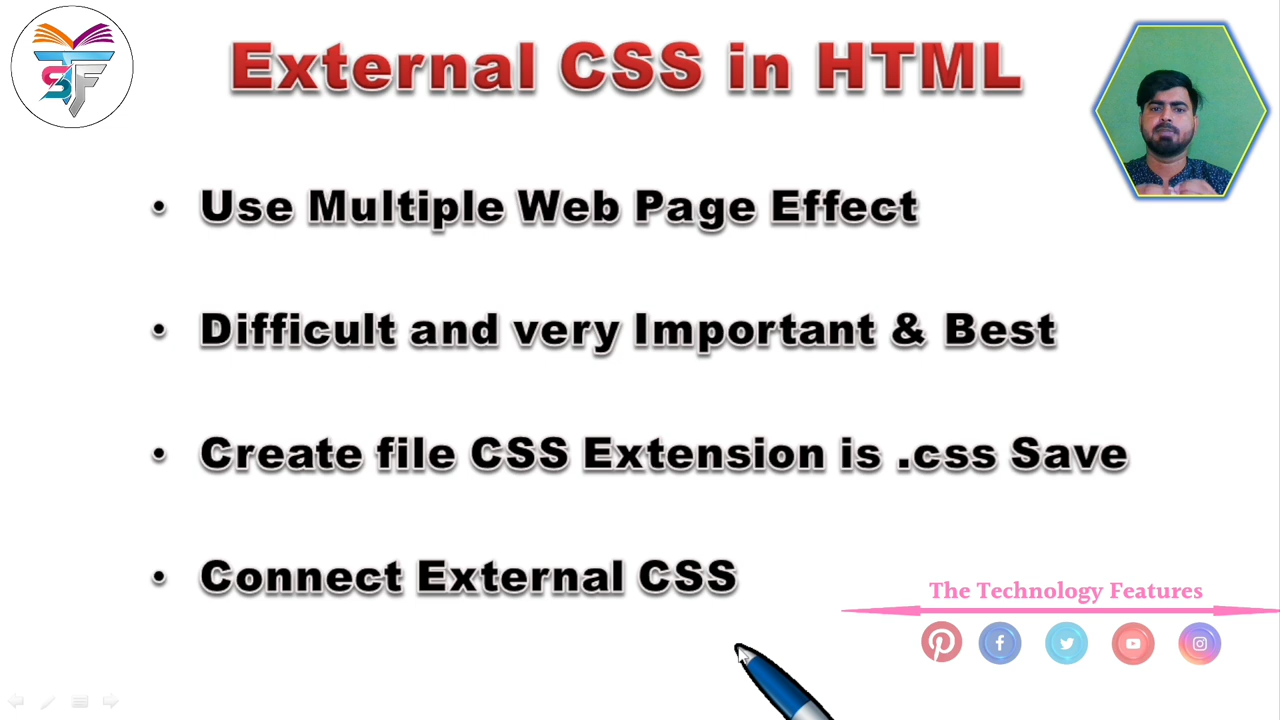 External CSS in HTML
• Use Multiple Web Page Effect
• Difficult and very Important & Best
• Create file CSS Extension is .css Save
• Connect External CSS
The Technology Features